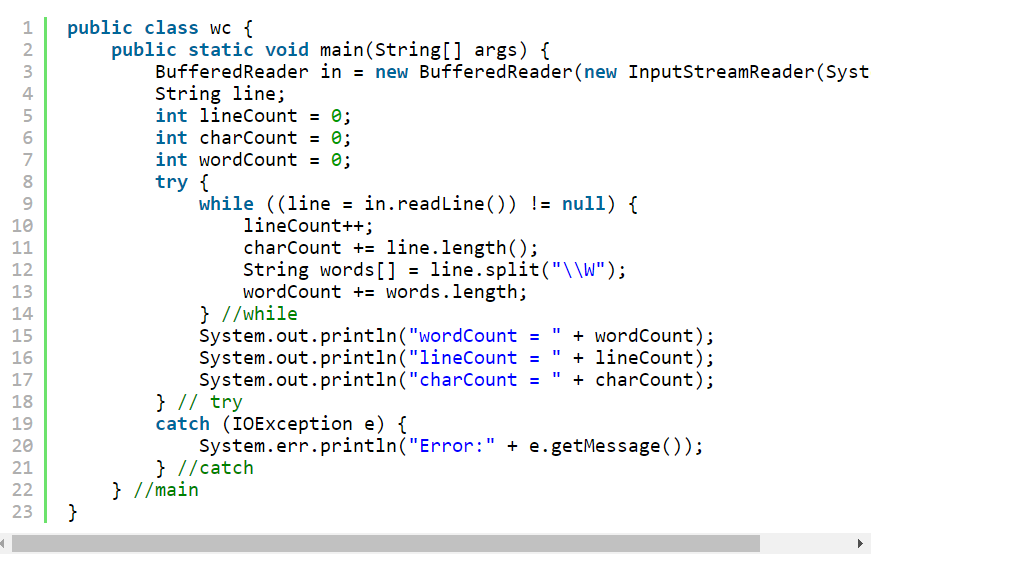 1 public class wc {
2     public static void main(String[] args) {
3         BufferedReader in = new BufferedReader(new InputStreamReader(Syst
4         String line;
5         int lineCount = 0;
6         int charCount = 0;
7         int wordCount = 0;
8         try {
9             while ((line = in.readLine()) != null) {
10                 lineCount++;
11                 charCount += line.length();
12                 String words[] = line.split("\\W");
13                 wordCount += words.length;
14             } //while
15             System.out.println("wordCount = " + wordCount);
16             System.out.println("lineCount = " + lineCount);
17             System.out.println("charCount = " + charCount);
18         } // try
19         catch (IOException e) {
20             System.err.println("Error:" + e.getMessage());
21         } //catch
22     } //main
23 }